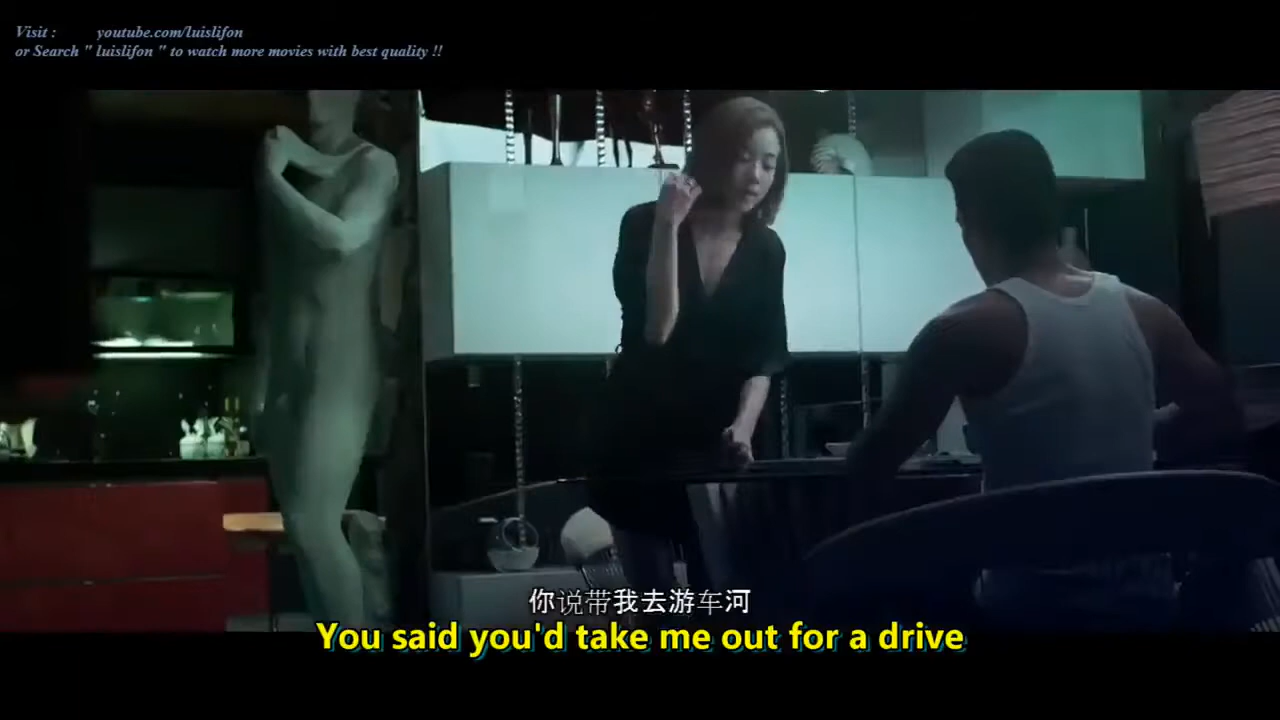 Visit : youtube.com/luislifon
or Search " luislifon " to watch more movies with best quality !!
你说带我去游车河
You said you'd take me out for a drive